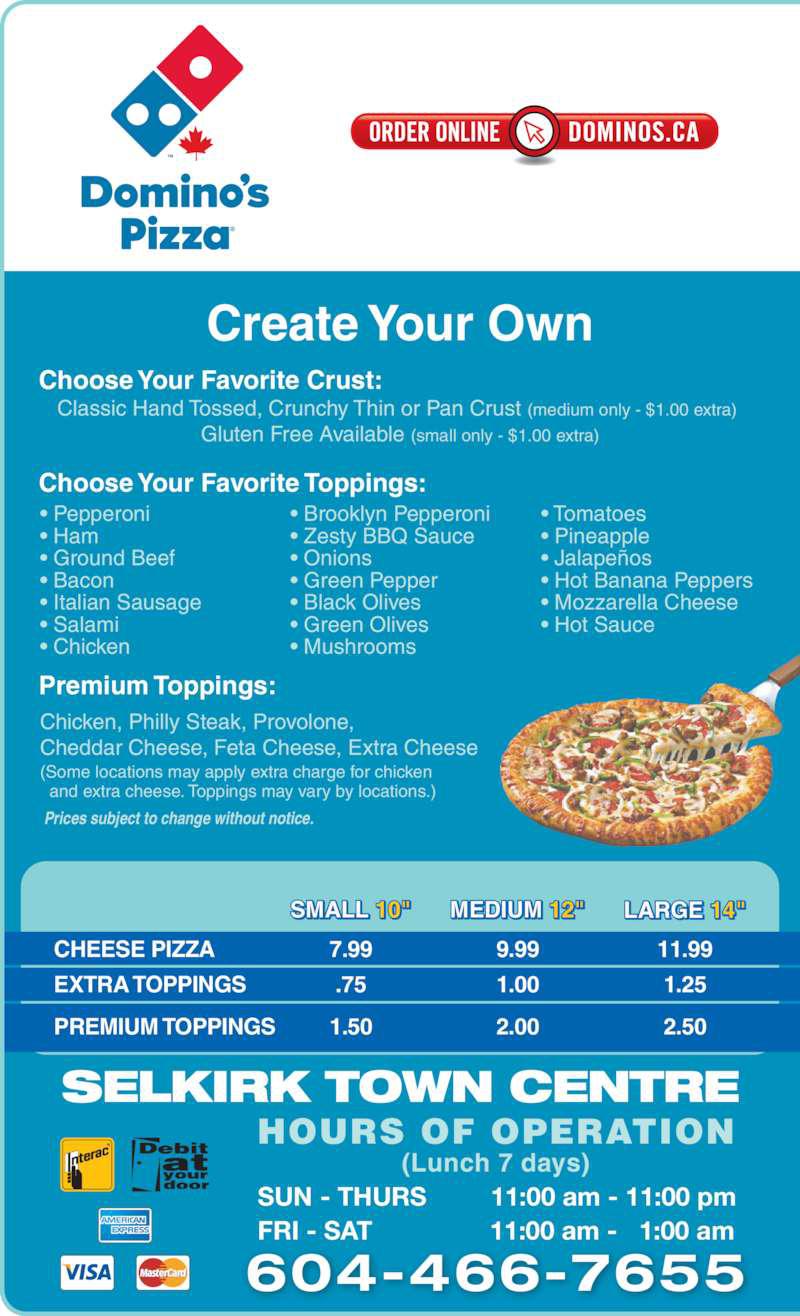 Domino's
Pizza
ORDER ONLINE DOMINOS.CA
Create Your Own
Choose Your Favorite Crust:
Classic Hand Tossed, Crunchy Thin or Pan Crust (medium only - $1.00 extra)
Gluten Free Available (small only - $1.00 extra)
Choose Your Favorite Toppings:
• Pepperoni
• Ham
• Ground Beef
• Bacon
• Italian Sausage
• Salami
• Chicken
• Brooklyn Pepperoni
• Zesty BBQ Sauce
• Onions
• Green Pepper
• Black Olives
• Green Olives
• Mushrooms
• Tomatoes
• Pineapple
• Jalapeños
• Hot Banana Peppers
• Mozzarella Cheese
• Hot Sauce
Premium Toppings:
Chicken, Philly Steak, Provolone,
Cheddar Cheese, Feta Cheese, Extra Cheese
(Some locations may apply extra charge for chicken
and extra cheese. Toppings may vary by locations.)
Prices subject to change without notice.
SMALL 10" MEDIUM 12" LARGE 14"
CHEESE PIZZA 7.99 9.99 11.99
EXTRA TOPPINGS .75 1.00 1.25
PREMIUM TOPPINGS 1.50 2.00 2.50
SELKIRK TOWN CENTRE
HOURS OF OPERATION
(Lunch 7 days)
SUN - THURS 11:00 am - 11:00 pm
FRI - SAT 11:00 am - 1:00 am
604-466-7655
Interac
Debit
at
your
door
AMERICAN
EXPRESS
VISA
MasterCard